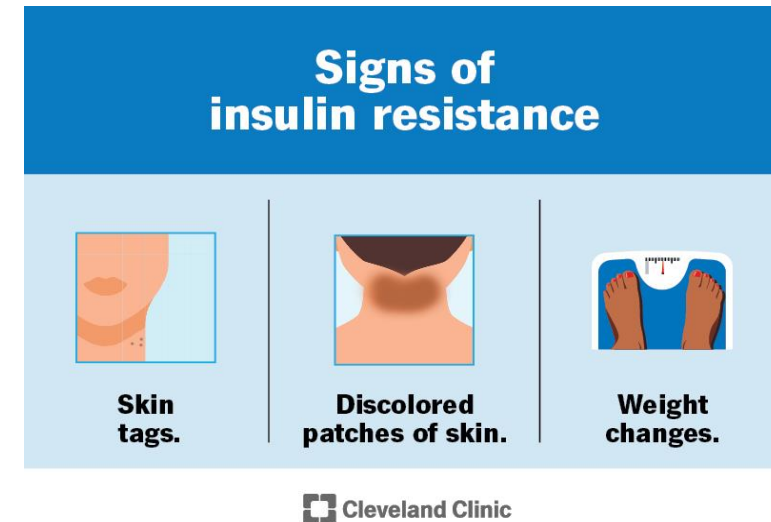 Signs of
insulin resistance
Skin
tags.
Discolored
patches of skin.
Weight
changes.
Cleveland Clinic